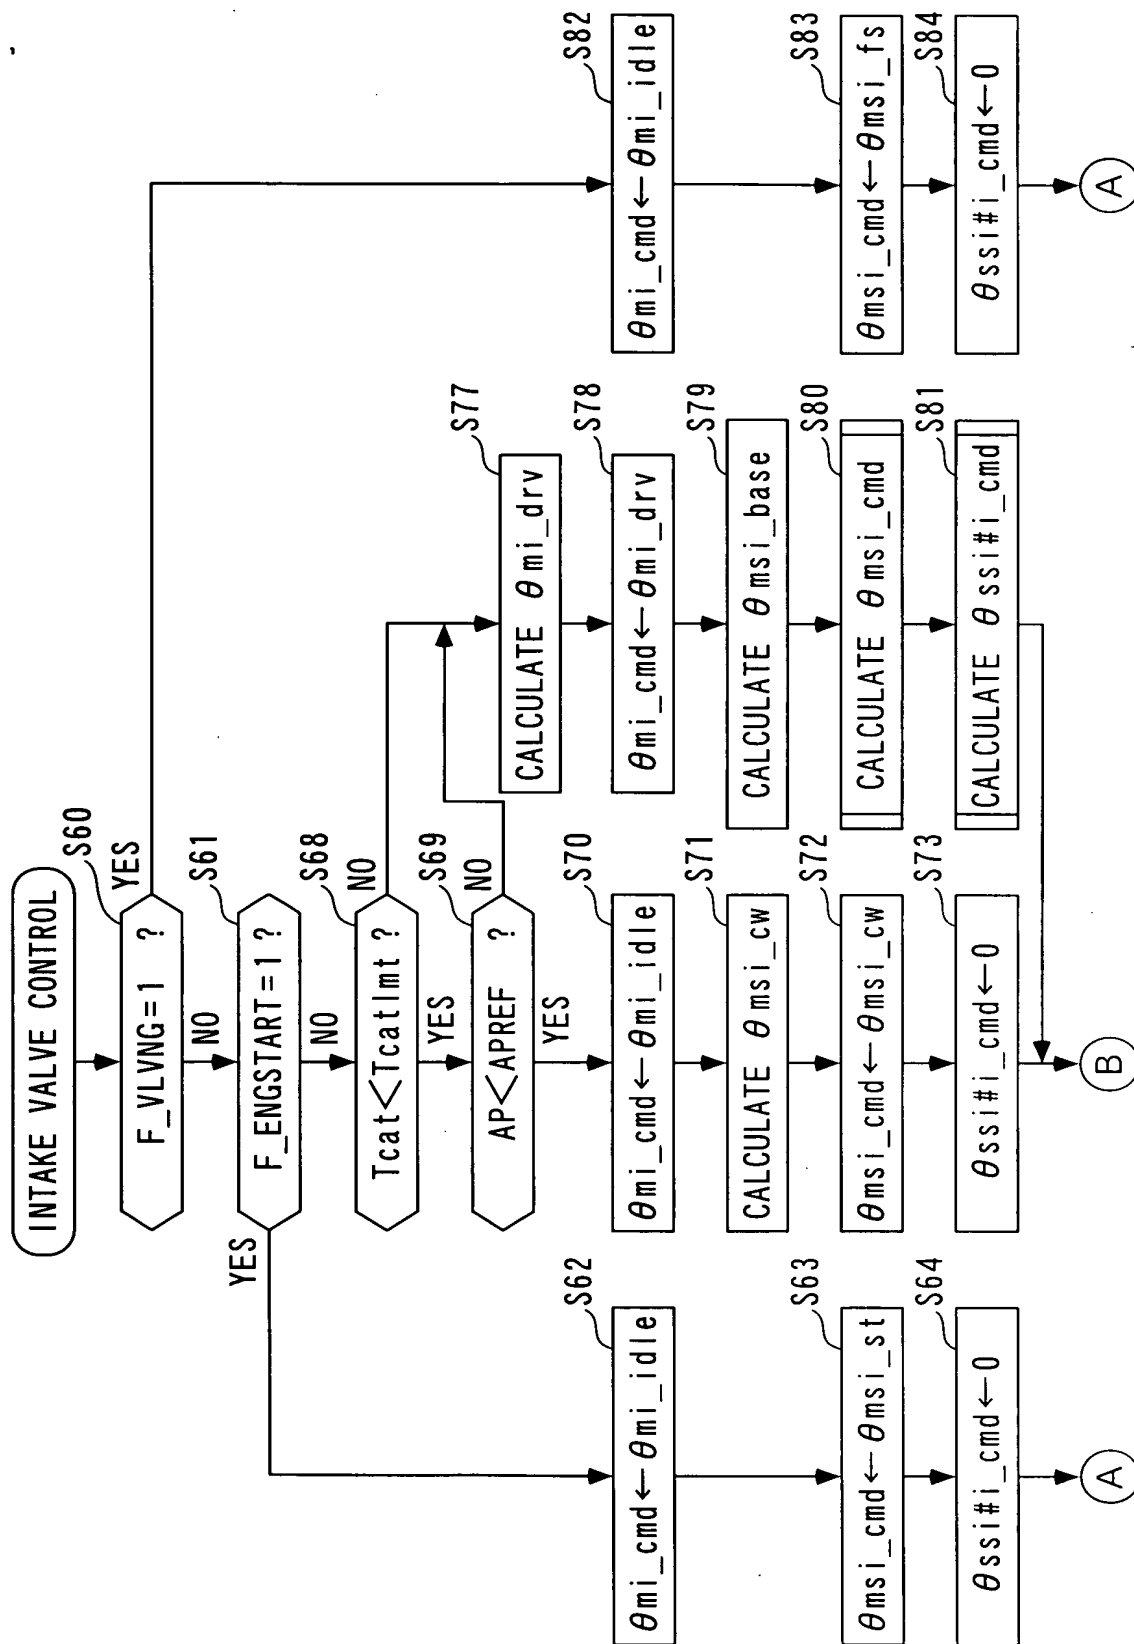 INTAKE VALVE CONTROL
S60
F_VLVNG=1 ?
YES
NO
S61
F_ENGSTART=1 ?
YES
NO
S68
Tcat<Tcatlmt ?
NO
YES
S69
AP<APREF ?
NO
YES
S62
θmi_cmd←θmi_idle
S63
θmsi_cmd←θmsi_st
S64
θssi#i_cmd←0
A
S70
θmi_cmd←θmi_idle
S71
CALCULATE θmsi_cw
S72
θmsi_cmd←θmsi_cw
S73
θssi#i_cmd←0
B
S77
CALCULATE θmi_drv
S78
θmi_cmd←θmi_drv
S79
CALCULATE θmsi_base
S80
CALCULATE θmsi_cmd
S81
CALCULATE θssi#i_cmd
S82
θmi_cmd←θmi_idle
S83
θmsi_cmd←θmsi_fs
S84
θssi#i_cmd←0
A